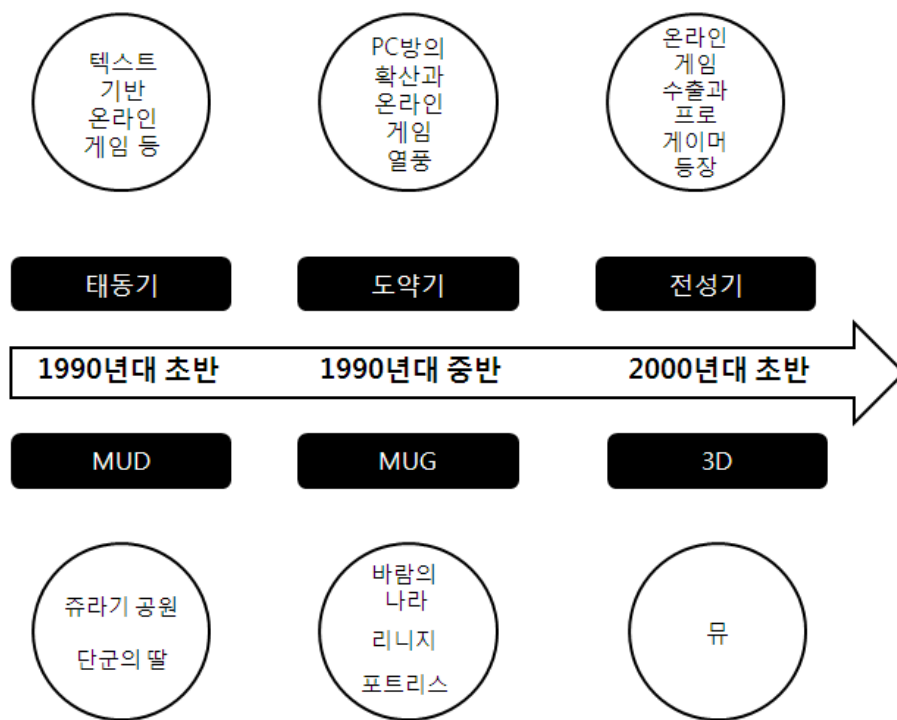 텍스트
기반
온라인
게임 등
PC방의
확산과
온라인
게임
열풍
온라인
게임
수출과
프로
게이머
등장
태동기
도약기
전성기
1990년대 초반
1990년대 중반
2000년대 초반
MUD
MUG
3D
쥬라기 공원
단군의 딸
바람의
나라
리니지
포트리스
뮤